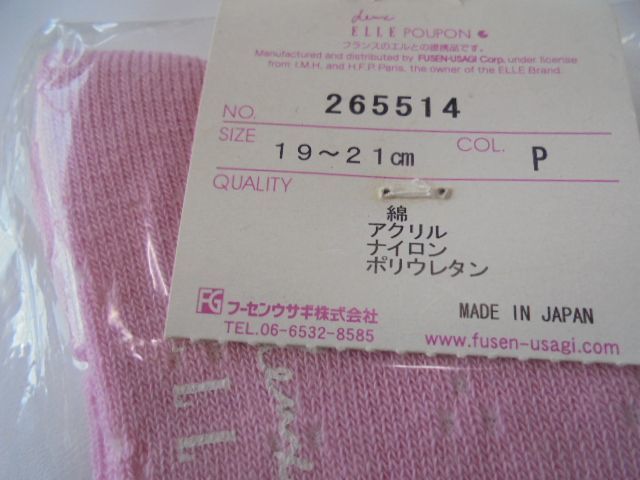 ELLE POUPON
フランスのエルとの提携品です。
Manufactured and distributed by FUSEN-USAGI Corp. under license
from I.M.H. and H.F.P. Paris, the owner of the ELLE Brand.
NO. 265514
SIZE 19～21cm COL. P
QUALITY
綿
アクリル
ナイロン
ポリウレタン
FG フーセンウサギ株式会社 MADE IN JAPAN
TEL.06-6532-8585 www.fusen-usagi.com
ELL